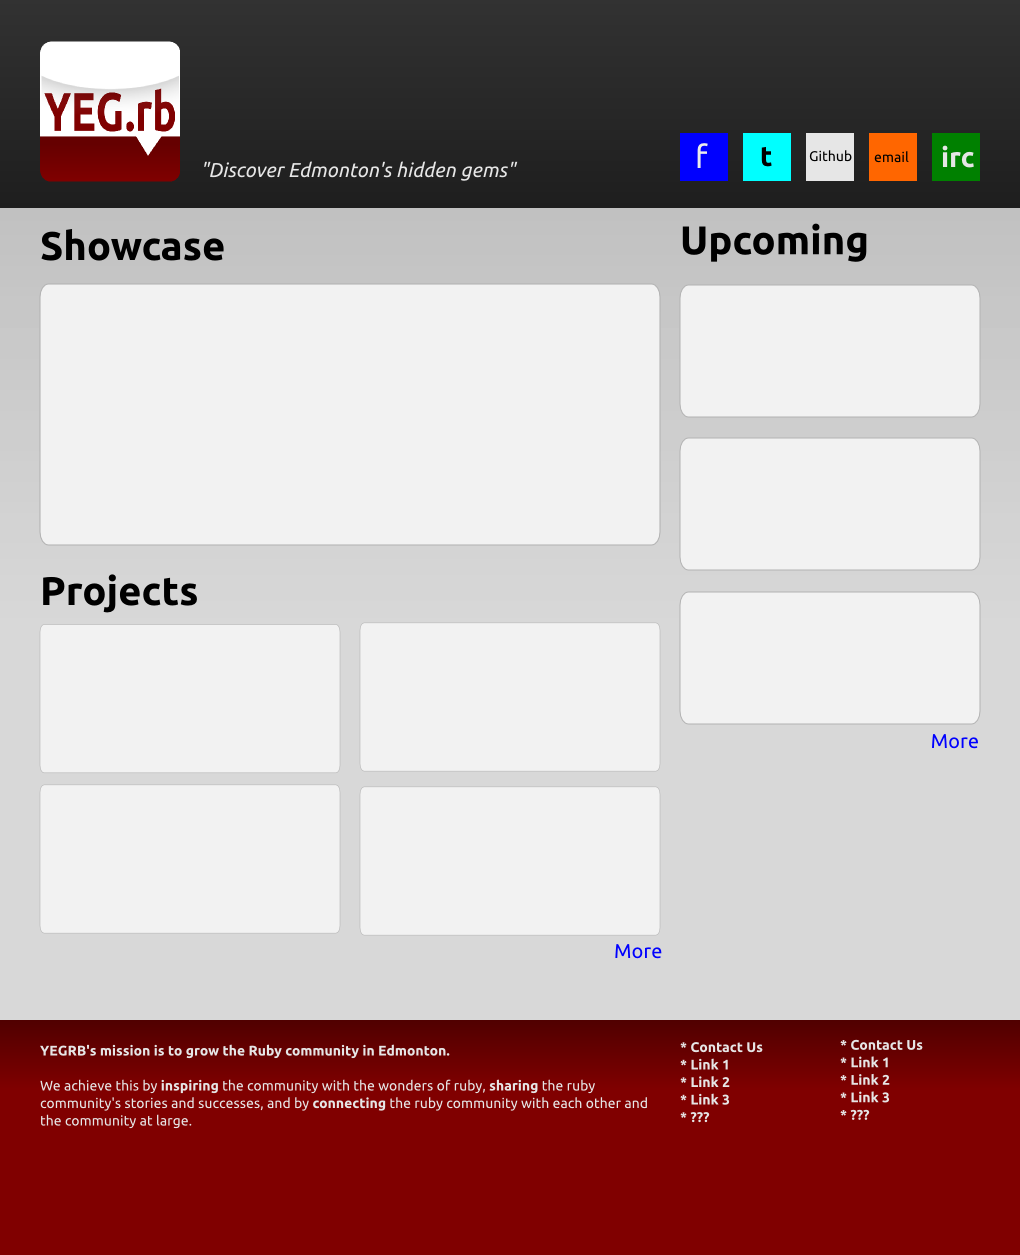 YEG.rb
"Discover Edmonton's hidden gems"
f
t
Github
email
irc
Showcase
Upcoming
Projects
More
More
YEGRB's mission is to grow the Ruby community in Edmonton.
We achieve this by inspiring the community with the wonders of ruby, sharing the ruby
community's stories and successes, and by connecting the ruby community with each other and
the community at large.
* Contact Us
* Link 1
* Link 2
* Link 3
* ???
* Contact Us
* Link 1
* Link 2
* Link 3
* ???